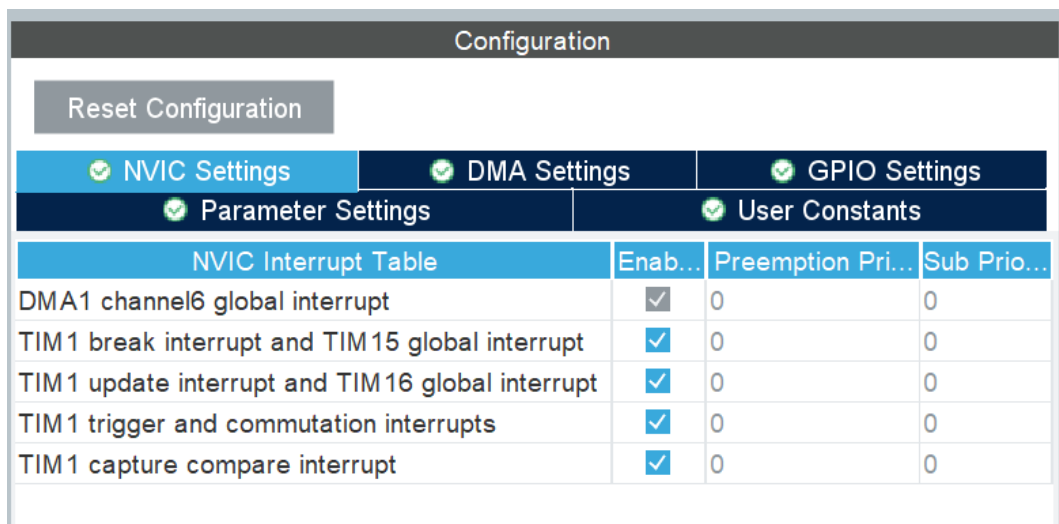 Configuration
Reset Configuration
NVIC Settings DMA Settings GPIO Settings
Parameter Settings User Constants
NVIC Interrupt Table Enab... Preemption Pri... Sub Prio...
DMA1 channel6 global interrupt 0 0
TIM1 break interrupt and TIM15 global interrupt 0 0
TIM1 update interrupt and TIM16 global interrupt 0 0
TIM1 trigger and commutation interrupts 0 0
TIM1 capture compare interrupt 0 0